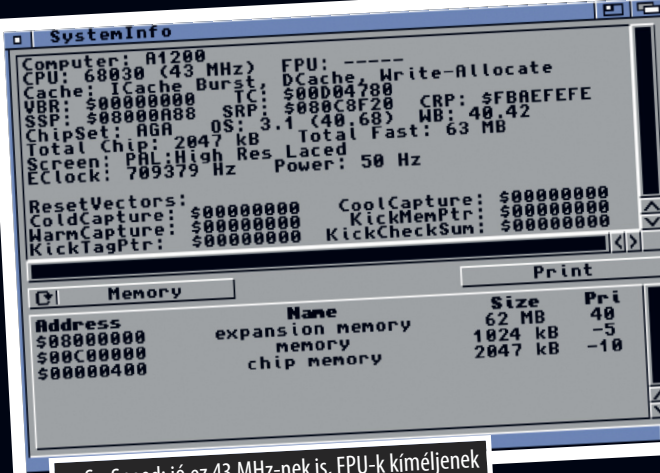 SystemInfo
Computer: A1200
CPU: 68030 (43 MHz) FPU: -----
Cache: ICache Burst, DCache, Write-Allocate
VBR: $00000000 TC: $00D04780
SSP: $08000A88 SRP: $080C8F20 CRP: $FBAEFEFE
ChipSet: AGA OS: 3.1 (40.68) WB: 40.42
Total Chip: 2047 kB Total Fast: 63 MB
Screen: PAL:High Res Laced
EClock: 709379 Hz Power: 50 Hz
ResetVectors:
ColdCapture: $00000000 CoolCapture: $00000000
WarmCapture: $00000000 KickMemPtr: $00000000
KickTagPtr: $00000000 KickCheckSum: $00000000
Print
Memory
Address Name Size Pri
$08000000 expansion memory 62 MB 40
$00C00000 memory 1024 kB -5
$00000400 chip memory 2047 kB -10
jó ez 43 MHz-nek is, FPU-k kíméljenek